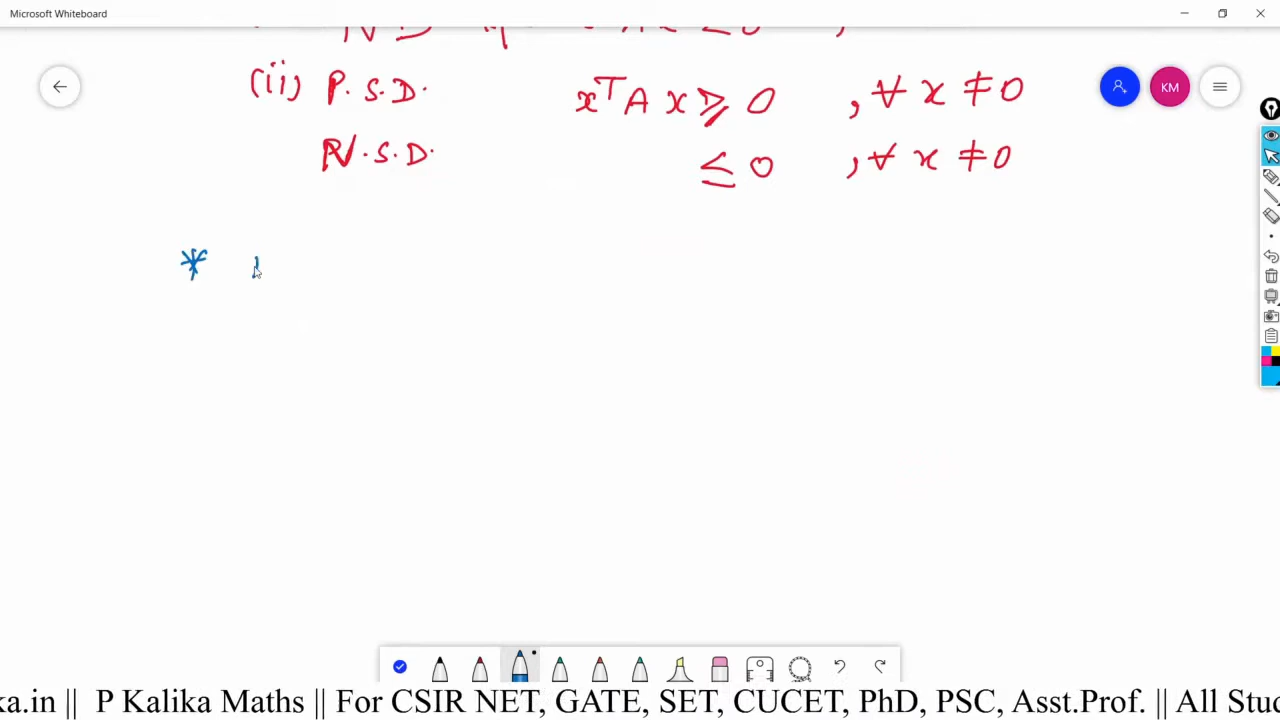 Microsoft Whiteboard
(ii) P.S.D. xᵀA x ≥ 0 , ∀ x ≠ 0
N.S.D. ≤ 0 , ∀ x ≠ 0
*
KM
ka.in || P Kalika Maths || For CSIR NET, GATE, SET, CUCET, PhD, PSC, Asst.Prof. || All Stu